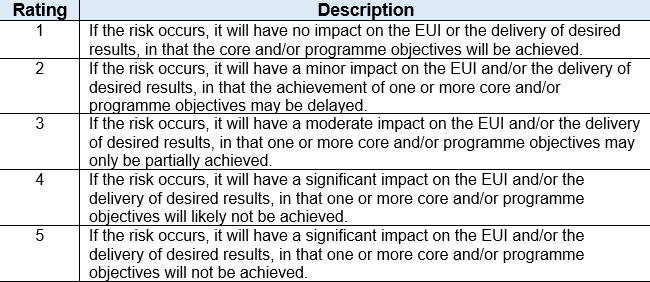 Rating Description
1 If the risk occurs, it will have no impact on the EUI or the delivery of desired
results, in that the core and/or programme objectives will be achieved.
2 If the risk occurs, it will have a minor impact on the EUI and/or the delivery of
desired results, in that the achievement of one or more core and/or
programme objectives may be delayed.
3 If the risk occurs, it will have a moderate impact on the EUI and/or the delivery
of desired results, in that one or more core and/or programme objectives may
only be partially achieved.
4 If the risk occurs, it will have a significant impact on the EUI and/or the
delivery of desired results, in that one or more core and/or programme
objectives will likely not be achieved.
5 If the risk occurs, it will have a significant impact on the EUI and/or the
delivery of desired results, in that one or more core and/or programme
objectives will not be achieved.